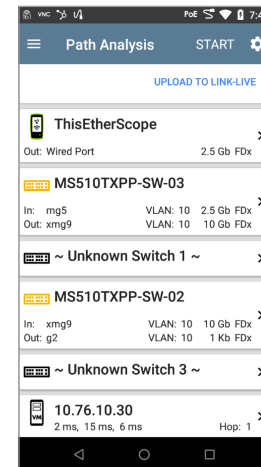 VNC PoE 7:4
Path Analysis START
UPLOAD TO LINK-LIVE
ThisEtherScope
Out: Wired Port 2.5 Gb FDx
MS510TXPP-SW-03
In: mg5 VLAN: 10 2.5 Gb FDx
Out: xmg9 VLAN: 10 10 Gb FDx
~ Unknown Switch 1 ~
MS510TXPP-SW-02
In: xmg9 VLAN: 10 10 Gb FDx
Out: g2 VLAN: 10 1 Kb FDx
~ Unknown Switch 3 ~
VM 10.76.10.30
2 ms, 15 ms, 6 ms Hop: 1